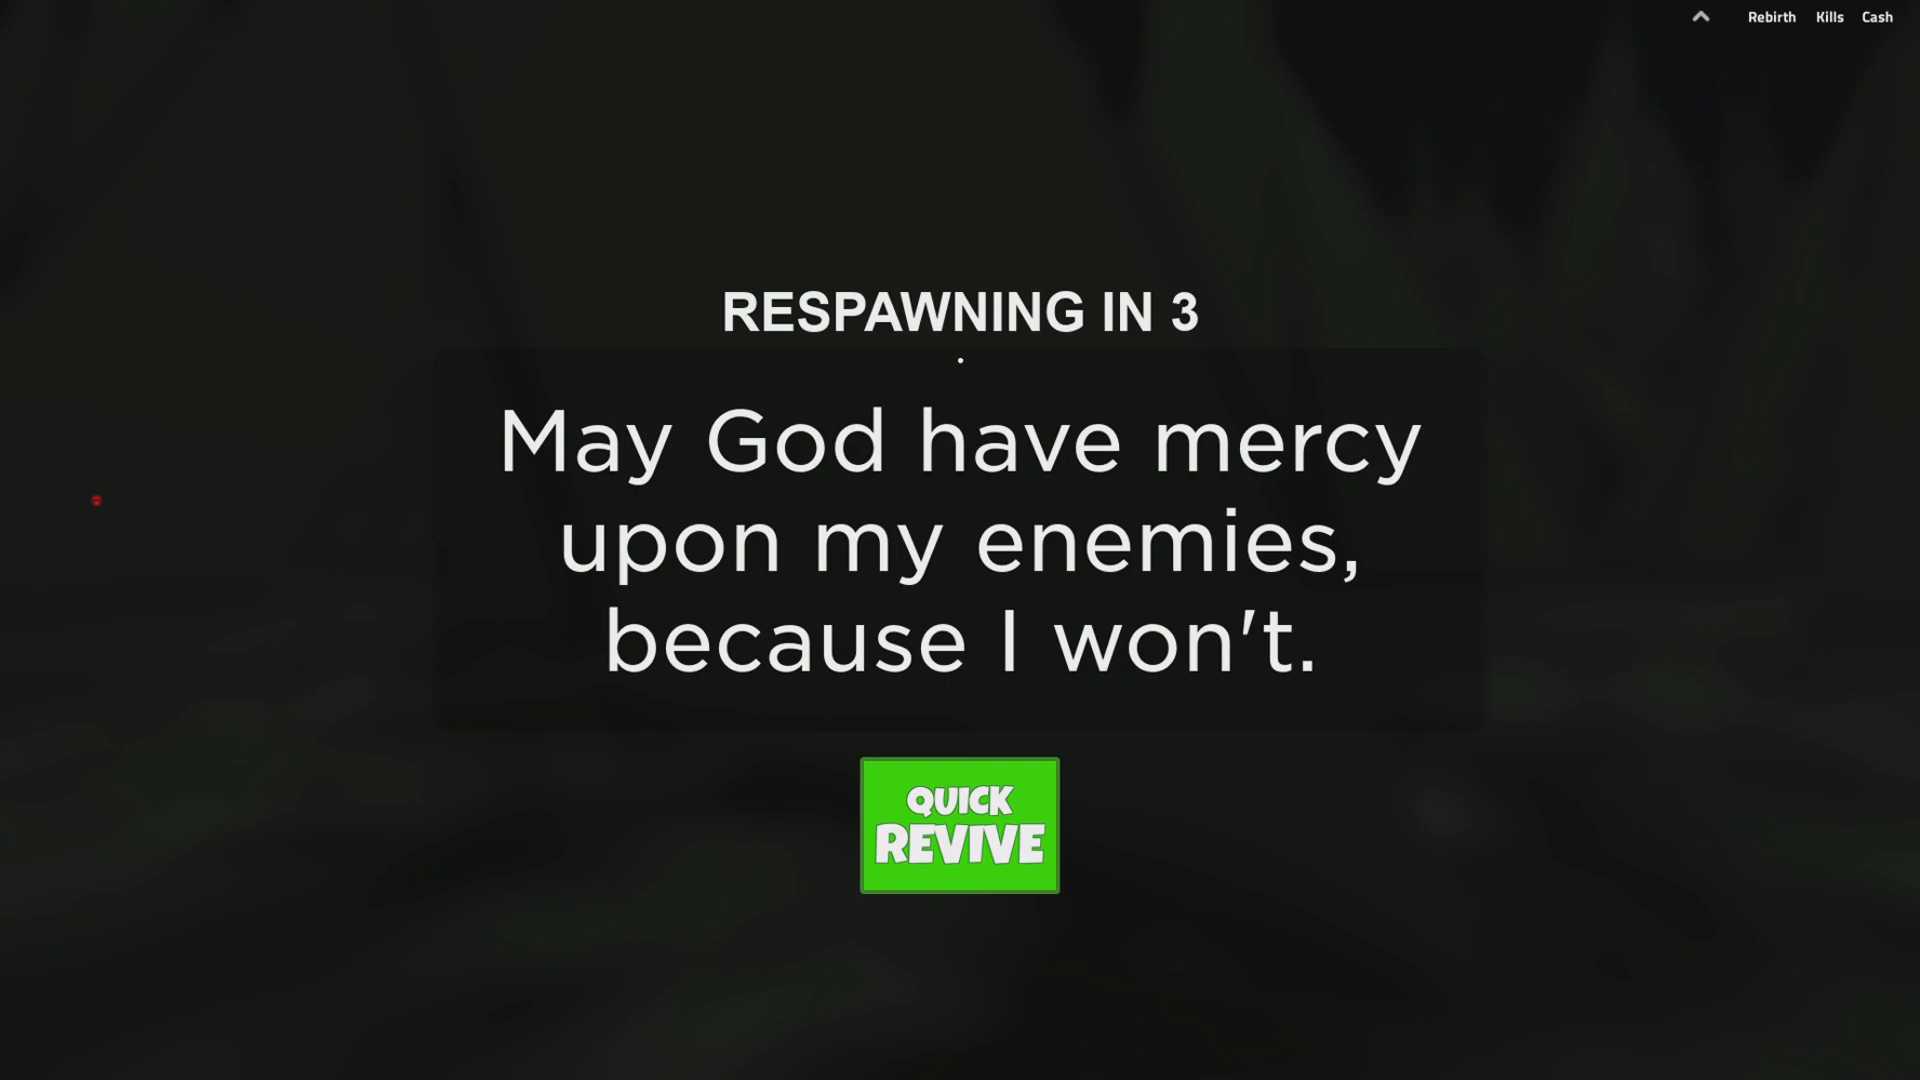 Rebirth Kills Cash
RESPAWNING IN 3
May God have mercy
upon my enemies,
because I won't.
QUICK
REVIVE